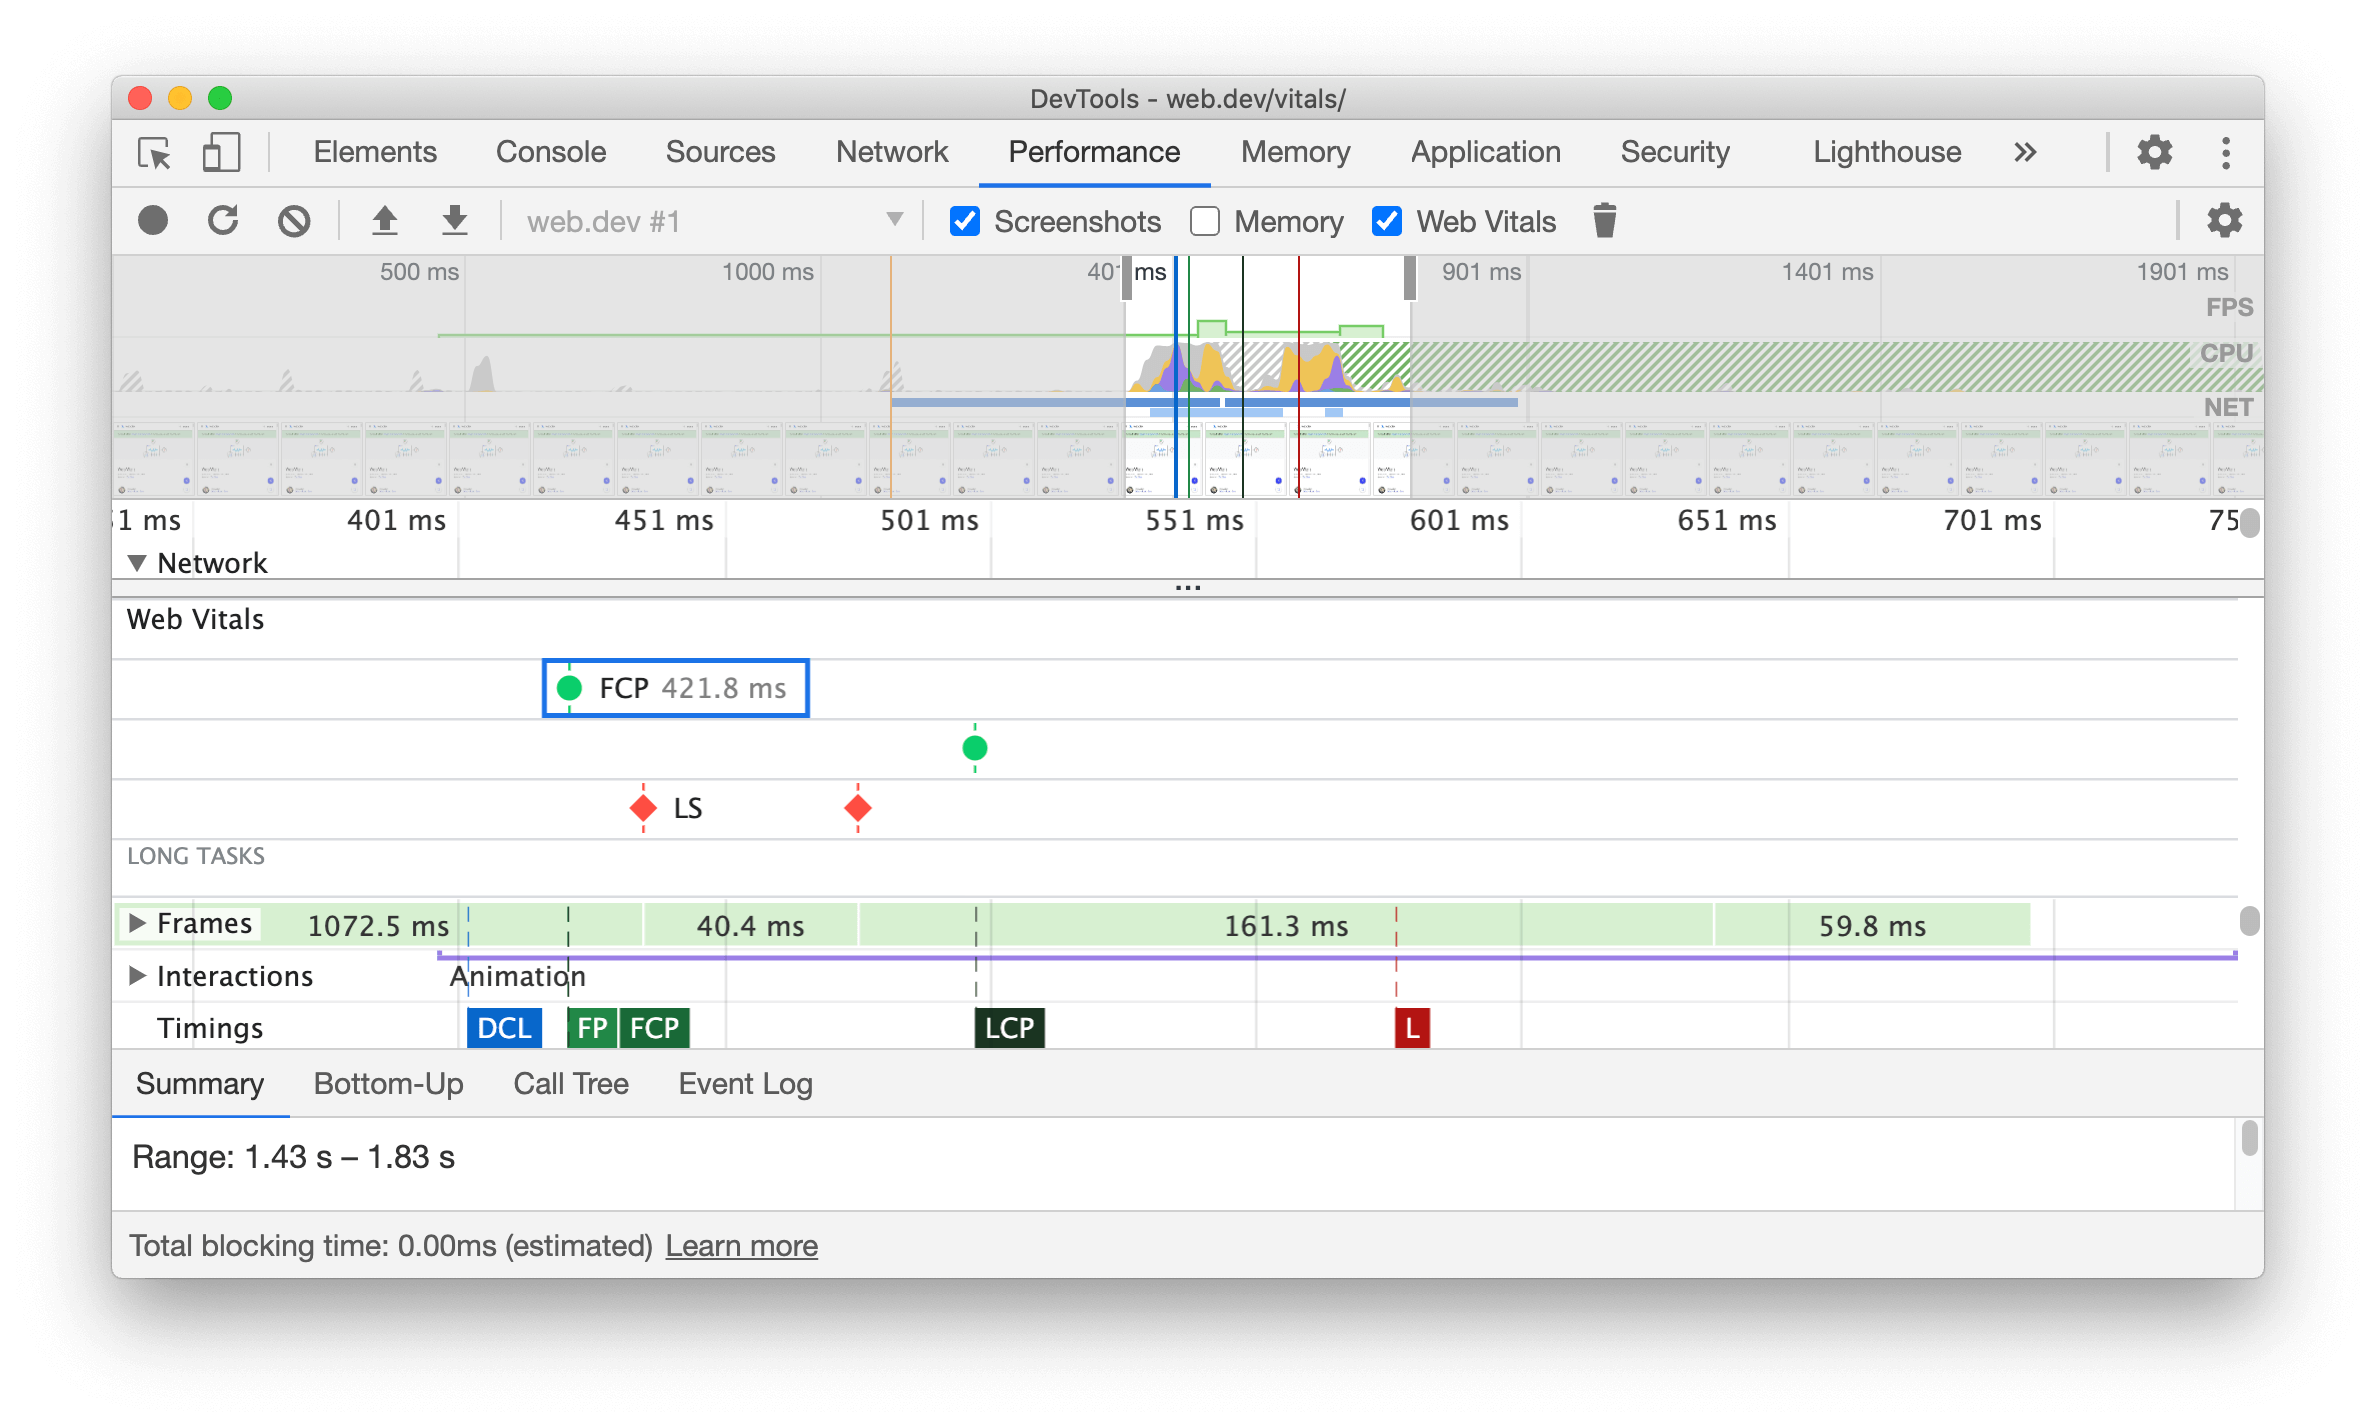 DevTools - web.dev/vitals/
Elements Console Sources Network Performance Memory Application Security Lighthouse »
web.dev #1 Screenshots Memory Web Vitals
500 ms 1000 ms 401 ms 901 ms 1401 ms 1901 ms
FPS
CPU
NET
51 ms 401 ms 451 ms 501 ms 551 ms 601 ms 651 ms 701 ms 75
Network
...
Web Vitals
FCP 421.8 ms
LS
LONG TASKS
Frames 1072.5 ms 40.4 ms 161.3 ms 59.8 ms
Interactions Animation
Timings DCL FP FCP LCP L
Summary Bottom-Up Call Tree Event Log
Range: 1.43 s – 1.83 s
Total blocking time: 0.00ms (estimated) Learn more